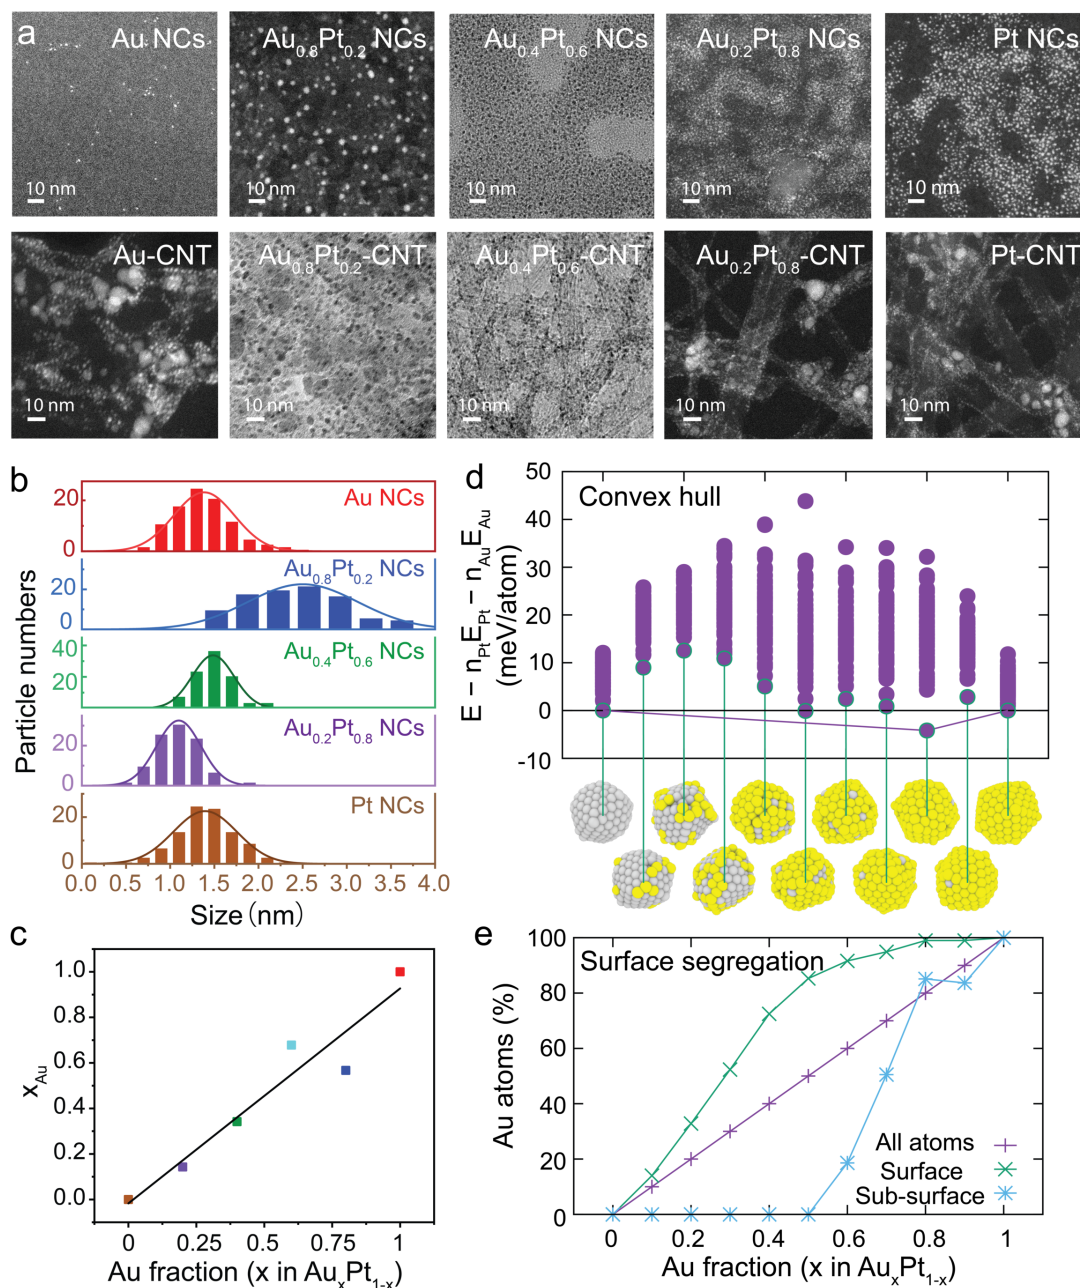 a
Au NCs
Au0.8Pt0.2 NCs
Au0.4Pt0.6 NCs
Au0.2Pt0.8 NCs
Pt NCs
10 nm
10 nm
10 nm
10 nm
10 nm
Au-CNT
Au0.8Pt0.2-CNT
Au0.4Pt0.6-CNT
Au0.2Pt0.8-CNT
Pt-CNT
10 nm
10 nm
10 nm
10 nm
10 nm
b
Particle numbers
20
0
Au NCs
20
0
Au0.8Pt0.2 NCs
40
20
0
Au0.4Pt0.6 NCs
20
0
Au0.2Pt0.8 NCs
20
0
Pt NCs
0.0 0.5 1.0 1.5 2.0 2.5 3.0 3.5 4.0
Size (nm)
c
xAu
1.0
0.8
0.6
0.4
0.2
0.0
0 0.25 0.5 0.75 1
Au fraction (x in AuxPt1-x)
d
Convex hull
E − nPtEPt − nAuEAu
(meV/atom)
50
40
30
20
10
0
-10
e
Surface segregation
Au atoms (%)
100
80
60
40
20
0
All atoms
Surface
Sub-surface
0 0.2 0.4 0.6 0.8 1
Au fraction (x in AuxPt1-x)